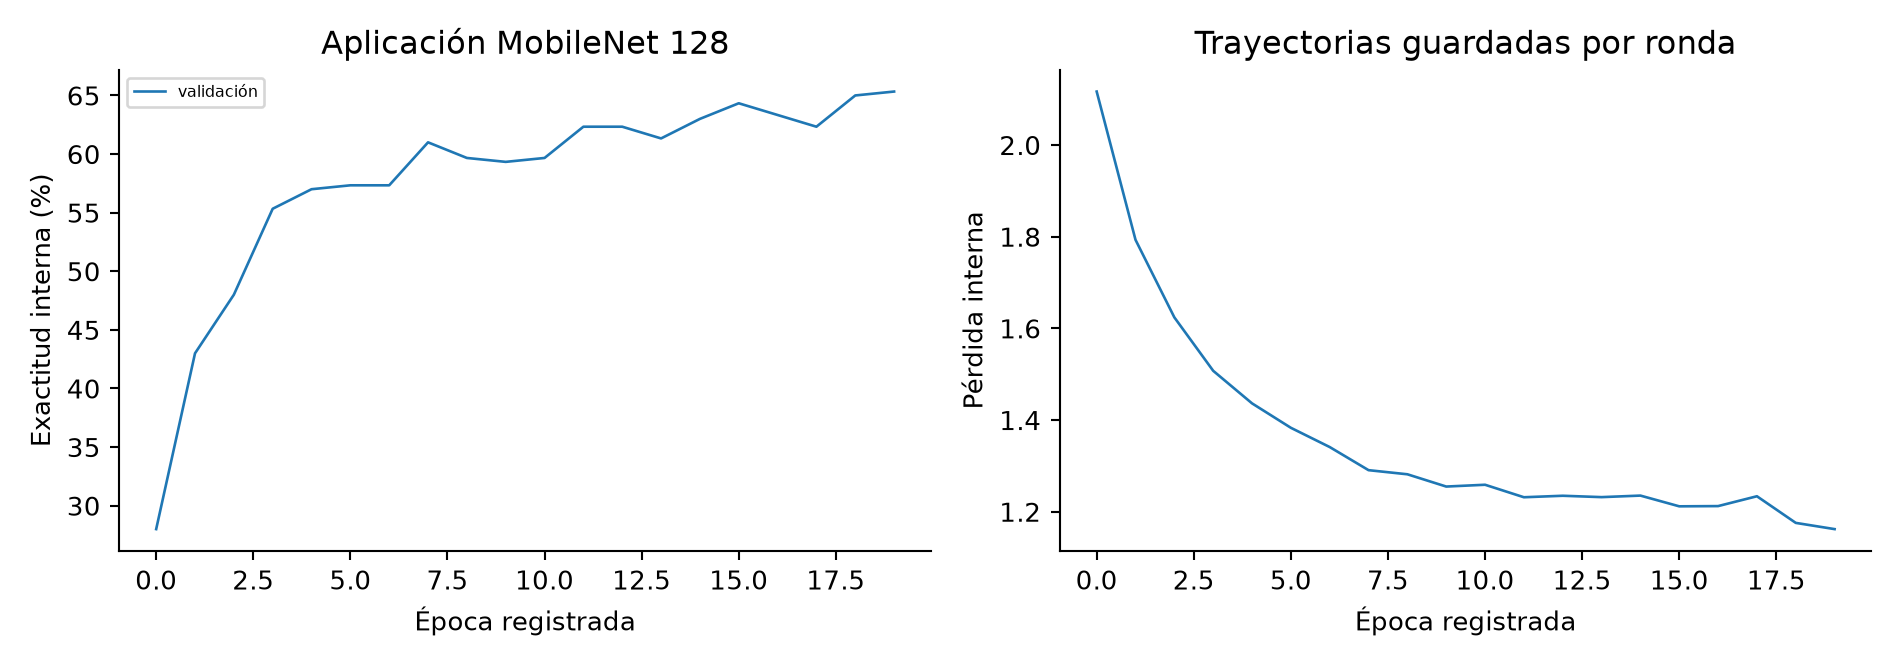 Aplicación MobileNet 128
validación
65
60
55
50
45
40
35
30
Exactitud interna (%)
0.0 2.5 5.0 7.5 10.0 12.5 15.0 17.5
Época registrada
Trayectorias guardadas por ronda
2.0
1.8
1.6
1.4
1.2
Pérdida interna
0.0 2.5 5.0 7.5 10.0 12.5 15.0 17.5
Época registrada